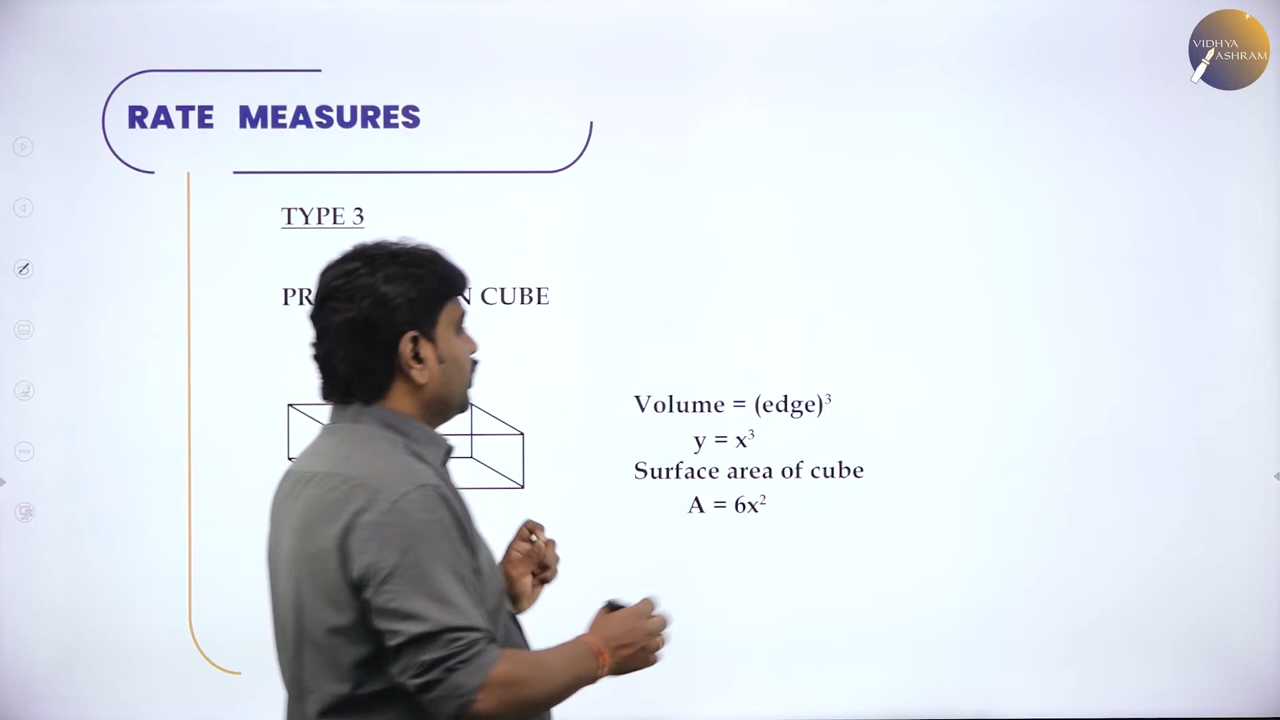 VIDHYA
ASHRAM
RATE MEASURES
TYPE 3
CUBE
Volume = (edge)³
y = x³
Surface area of cube
A = 6x²